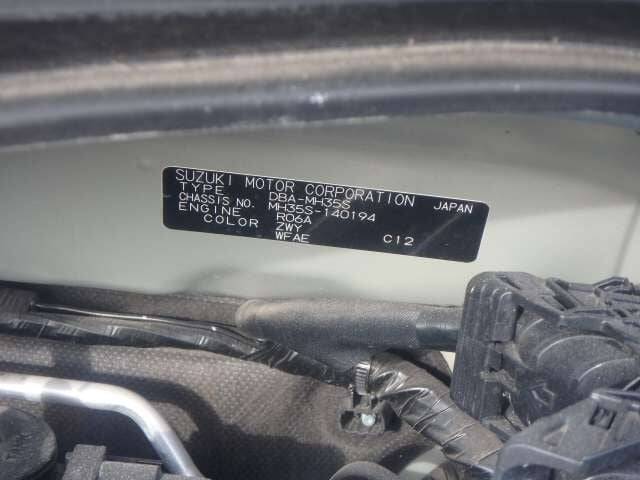 SUZUKI MOTOR CORPORATION JAPAN
TYPE DBA-MH35S
CHASSIS NO. MH35S-140194
ENGINE R06A
COLOR ZWY
WFAE C12